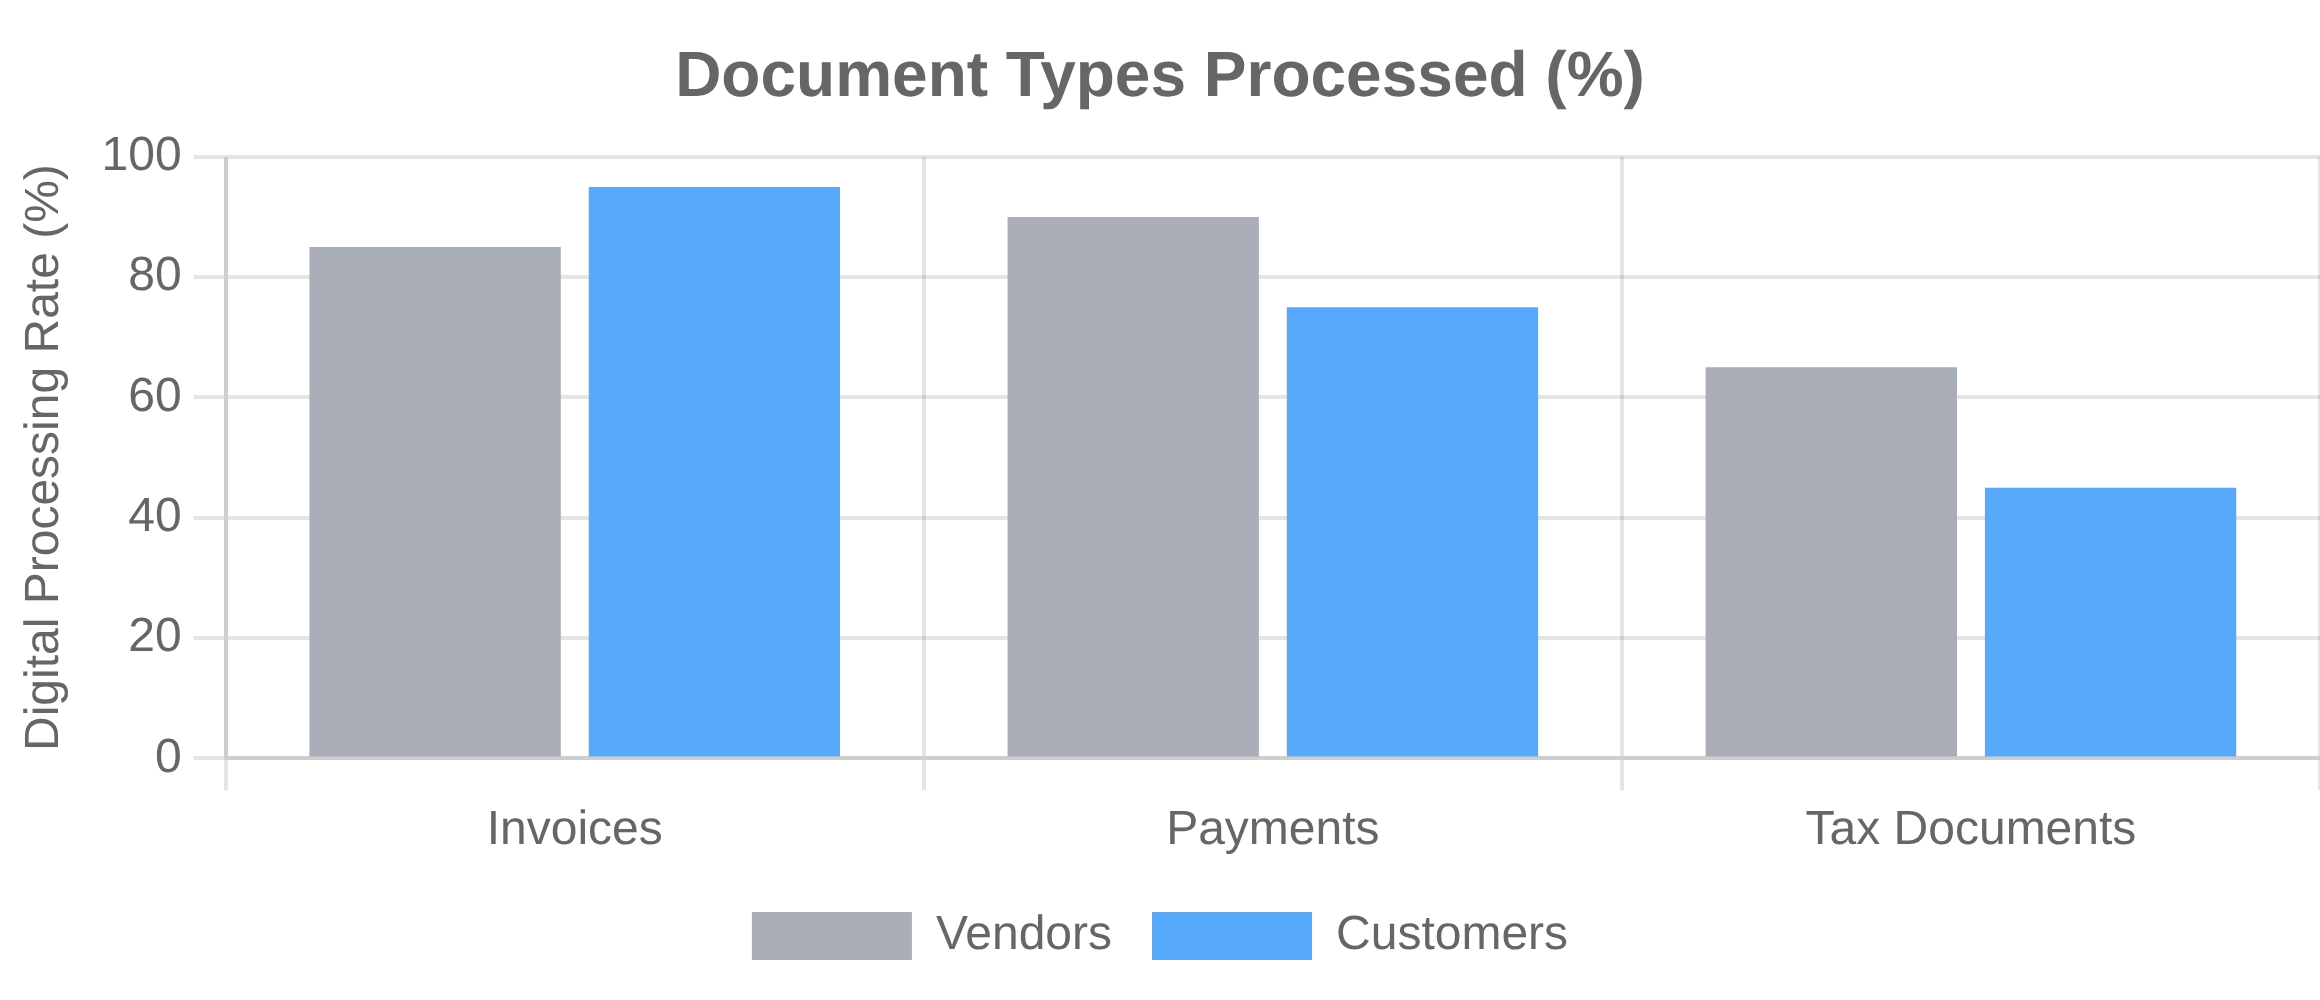 Document Types Processed (%)
Digital Processing Rate (%)
100
80
60
40
20
0
Invoices
Payments
Tax Documents
Vendors
Customers